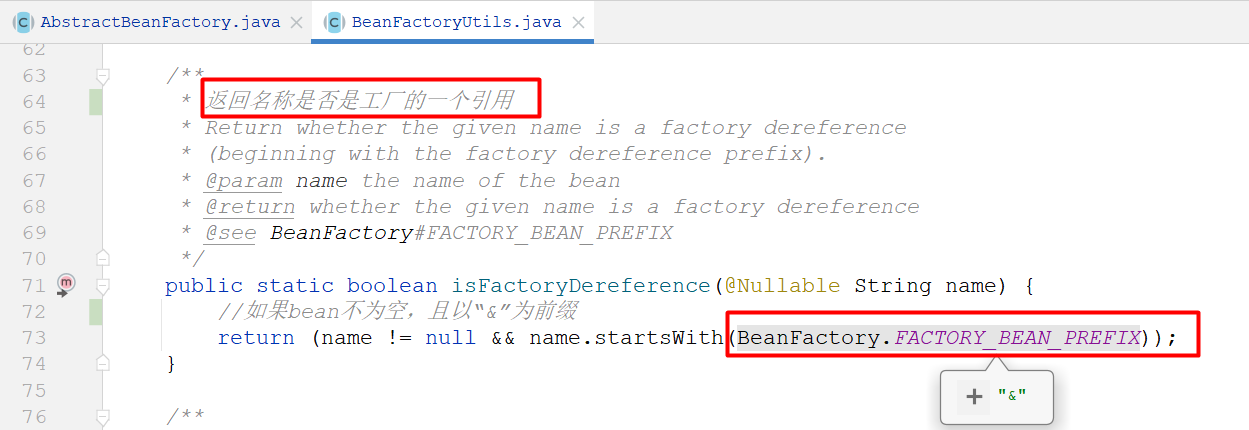 AbstractBeanFactory.java BeanFactoryUtils.java
62
63 /**
64 * 返回名称是否是工厂的一个引用
65 * Return whether the given name is a factory dereference
66 * (beginning with the factory dereference prefix).
67 * @param name the name of the bean
68 * @return whether the given name is a factory dereference
69 * @see BeanFactory#FACTORY_BEAN_PREFIX
70 */
71 public static boolean isFactoryDereference(@Nullable String name) {
72 //如果bean不为空，且以“&”为前缀
73 return (name != null && name.startsWith(BeanFactory.FACTORY_BEAN_PREFIX));
74 }
75
"&"
76 /**